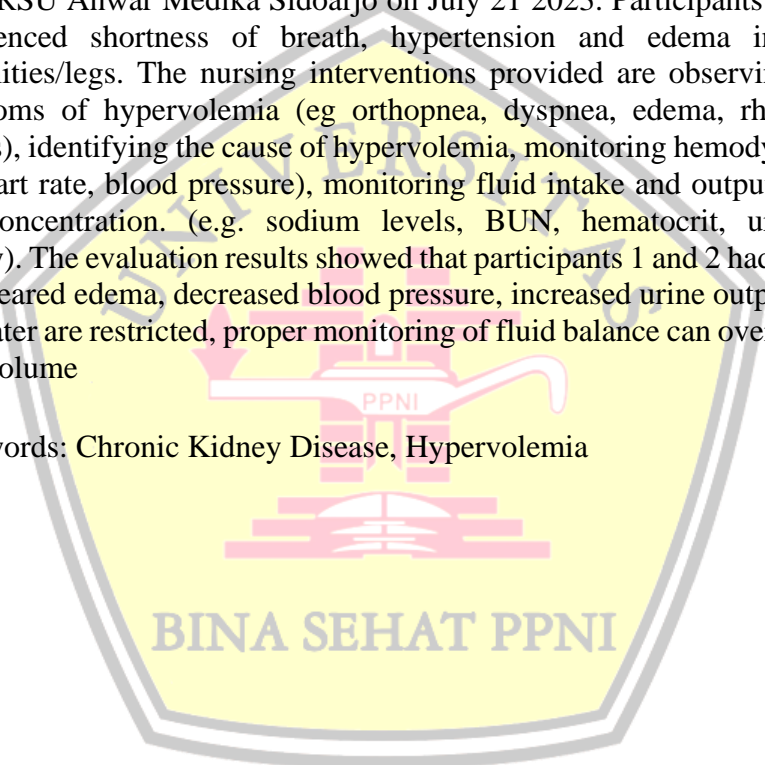 RSU Anwar Medika Sidoarjo on July 21 2023. Participants
enced shortness of breath, hypertension and edema in
ities/legs. The nursing interventions provided are observin
oms of hypervolemia (eg orthopnea, dyspnea, edema, rh
s), identifying the cause of hypervolemia, monitoring hemody
art rate, blood pressure), monitoring fluid intake and outpu
oncentration. (e.g. sodium levels, BUN, hematocrit, u
y). The evaluation results showed that participants 1 and 2 had
eared edema, decreased blood pressure, increased urine outp
ter are restricted, proper monitoring of fluid balance can over
olume
words: Chronic Kidney Disease, Hypervolemia
UNIVERSITAS
PPNI
BINA SEHAT PPNI